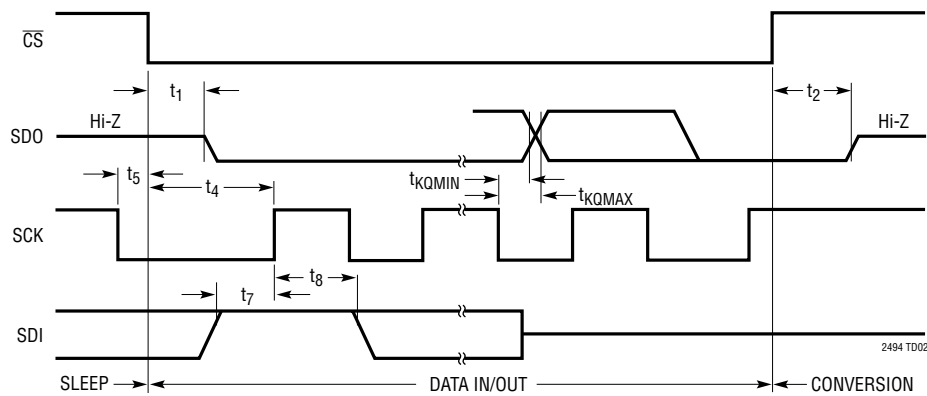 CS
t1
t2
SDO
Hi-Z
Hi-Z
t5
t4
tKQMIN
tKQMAX
SCK
t7
t8
SDI
2494 TD02
SLEEP
DATA IN/OUT
CONVERSION